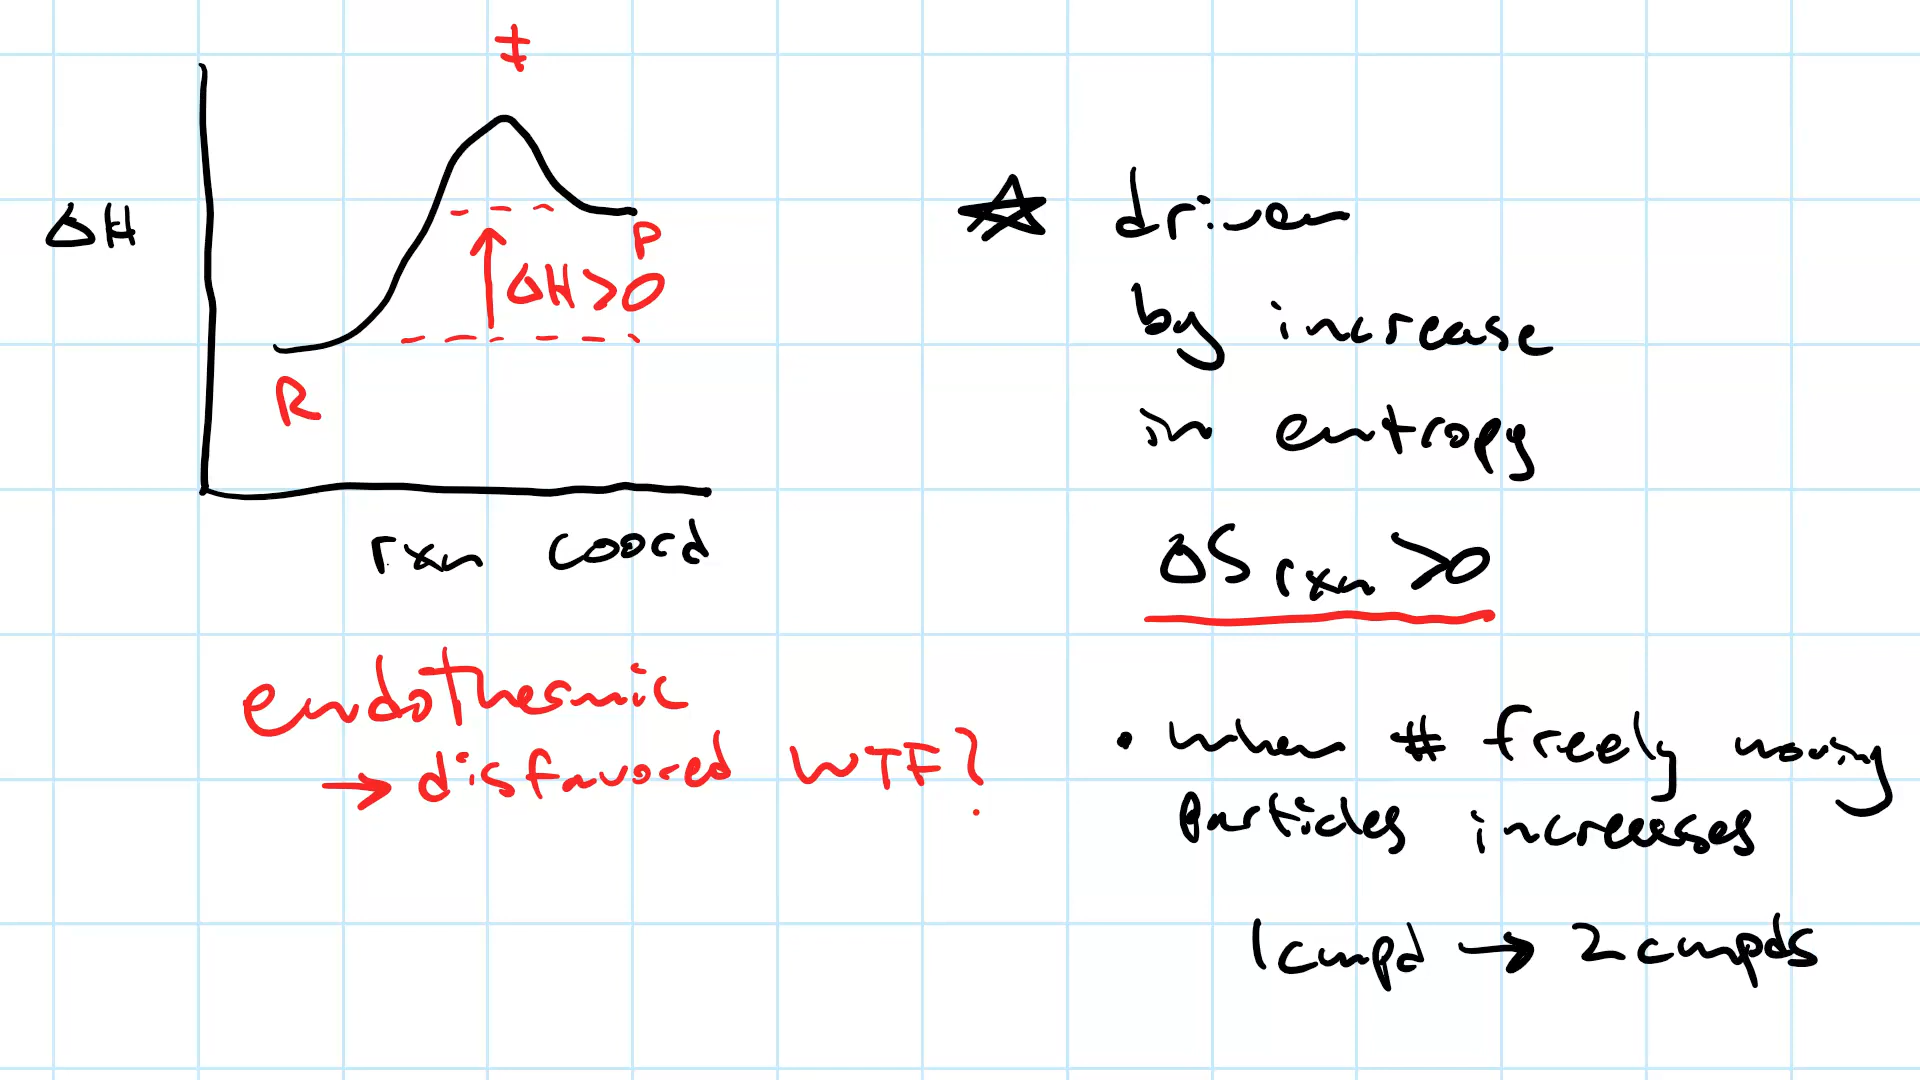 ‡
ΔH
P
ΔH>0
R
rxn coord
endothermic
→ disfavored WTF?
☆ driven
by increase
in entropy
ΔS rxn >0
• when # freely moving
particles increases
1 cmpd → 2 cmpds